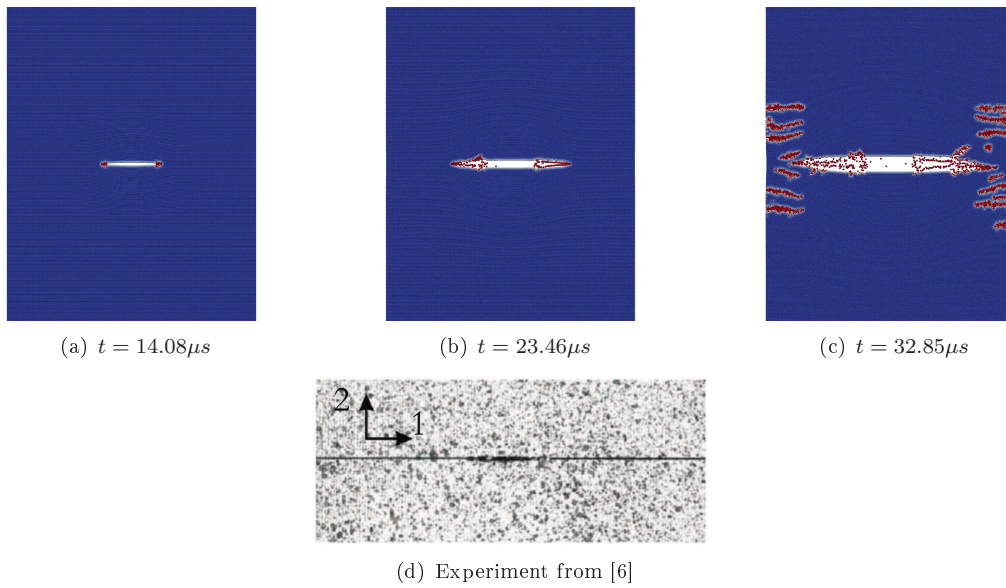 (a) t = 14.08μs
(b) t = 23.46μs
(c) t = 32.85μs
2
1
(d) Experiment from [6]